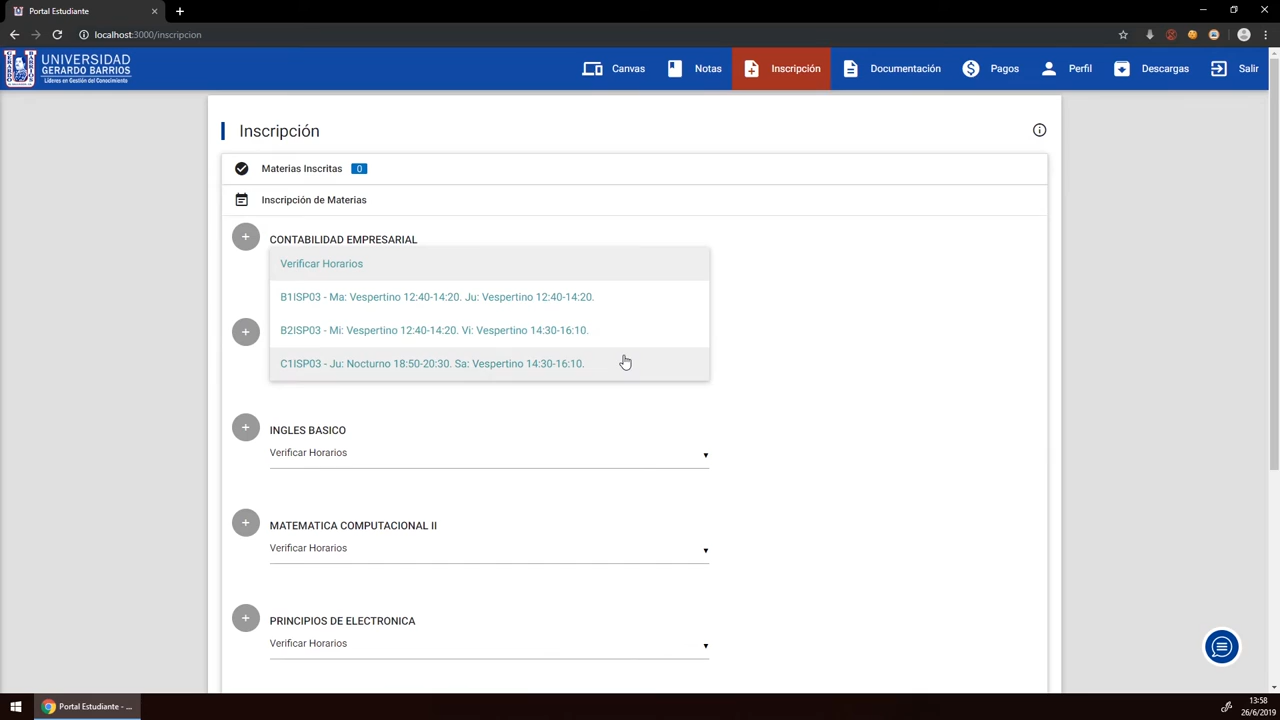 Portal Estudiante
localhost:3000/inscripcion
UNIVERSIDAD
GERARDO BARRIOS
Líderes en Gestión del Conocimiento
Canvas
Notas
Inscripción
Documentación
Pagos
Perfil
Descargas
Salir
Inscripción
Materias Inscritas 0
Inscripción de Materias
CONTABILIDAD EMPRESARIAL
Verificar Horarios
B1ISP03 - Ma: Vespertino 12:40-14:20. Ju: Vespertino 12:40-14:20.
B2ISP03 - Mi: Vespertino 12:40-14:20. Vi: Vespertino 14:30-16:10.
C1ISP03 - Ju: Nocturno 18:50-20:30. Sa: Vespertino 14:30-16:10.
INGLES BASICO
Verificar Horarios
MATEMATICA COMPUTACIONAL II
Verificar Horarios
PRINCIPIOS DE ELECTRONICA
Verificar Horarios
Portal Estudiante - ...
13:58
26/6/2019